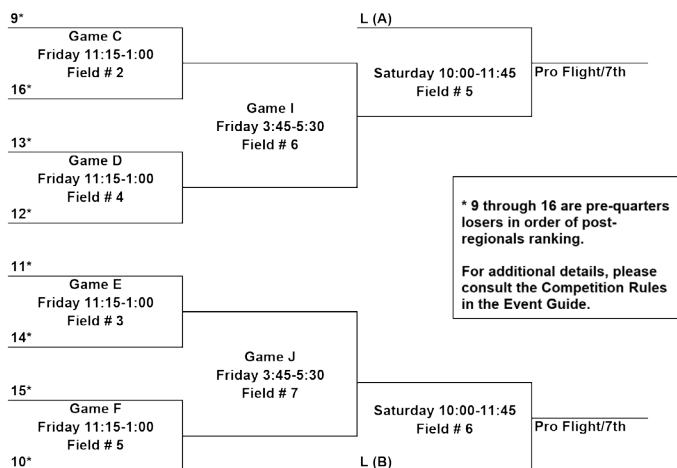 9*
Game C
Friday 11:15-1:00
Field # 2
16*
13*
Game D
Friday 11:15-1:00
Field # 4
12*
11*
Game E
Friday 11:15-1:00
Field # 3
14*
15*
Game F
Friday 11:15-1:00
Field # 5
10*
Game I
Friday 3:45-5:30
Field # 6
Game J
Friday 3:45-5:30
Field # 7
L (A)
Saturday 10:00-11:45
Field # 5
Pro Flight/7th
Saturday 10:00-11:45
Field # 6
L (B)
Pro Flight/7th
* 9 through 16 are pre-quarters
losers in order of post-
regionals ranking.
For additional details, please
consult the Competition Rules
in the Event Guide.